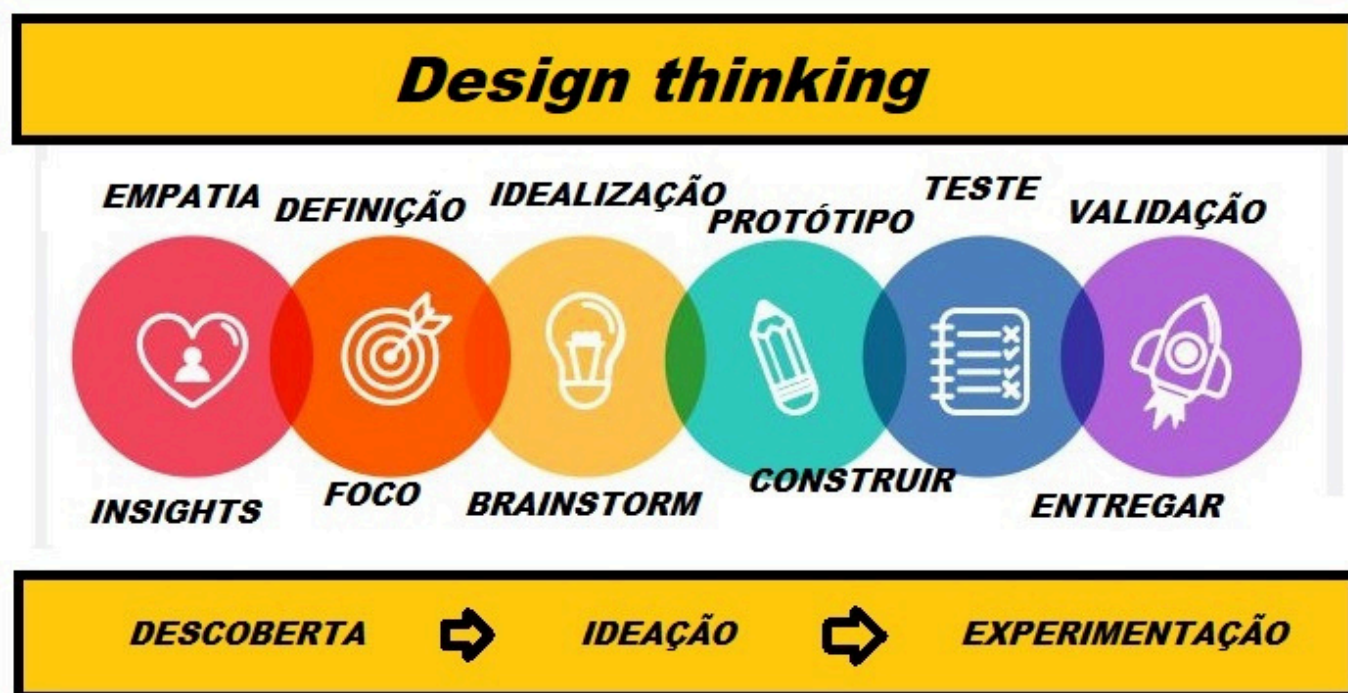 Design thinking
EMPATIA DEFINIÇÃO IDEALIZAÇÃO PROTÓTIPO TESTE VALIDAÇÃO
INSIGHTS FOCO BRAINSTORM CONSTRUIR ENTREGAR
DESCOBERTA IDEAÇÃO EXPERIMENTAÇÃO